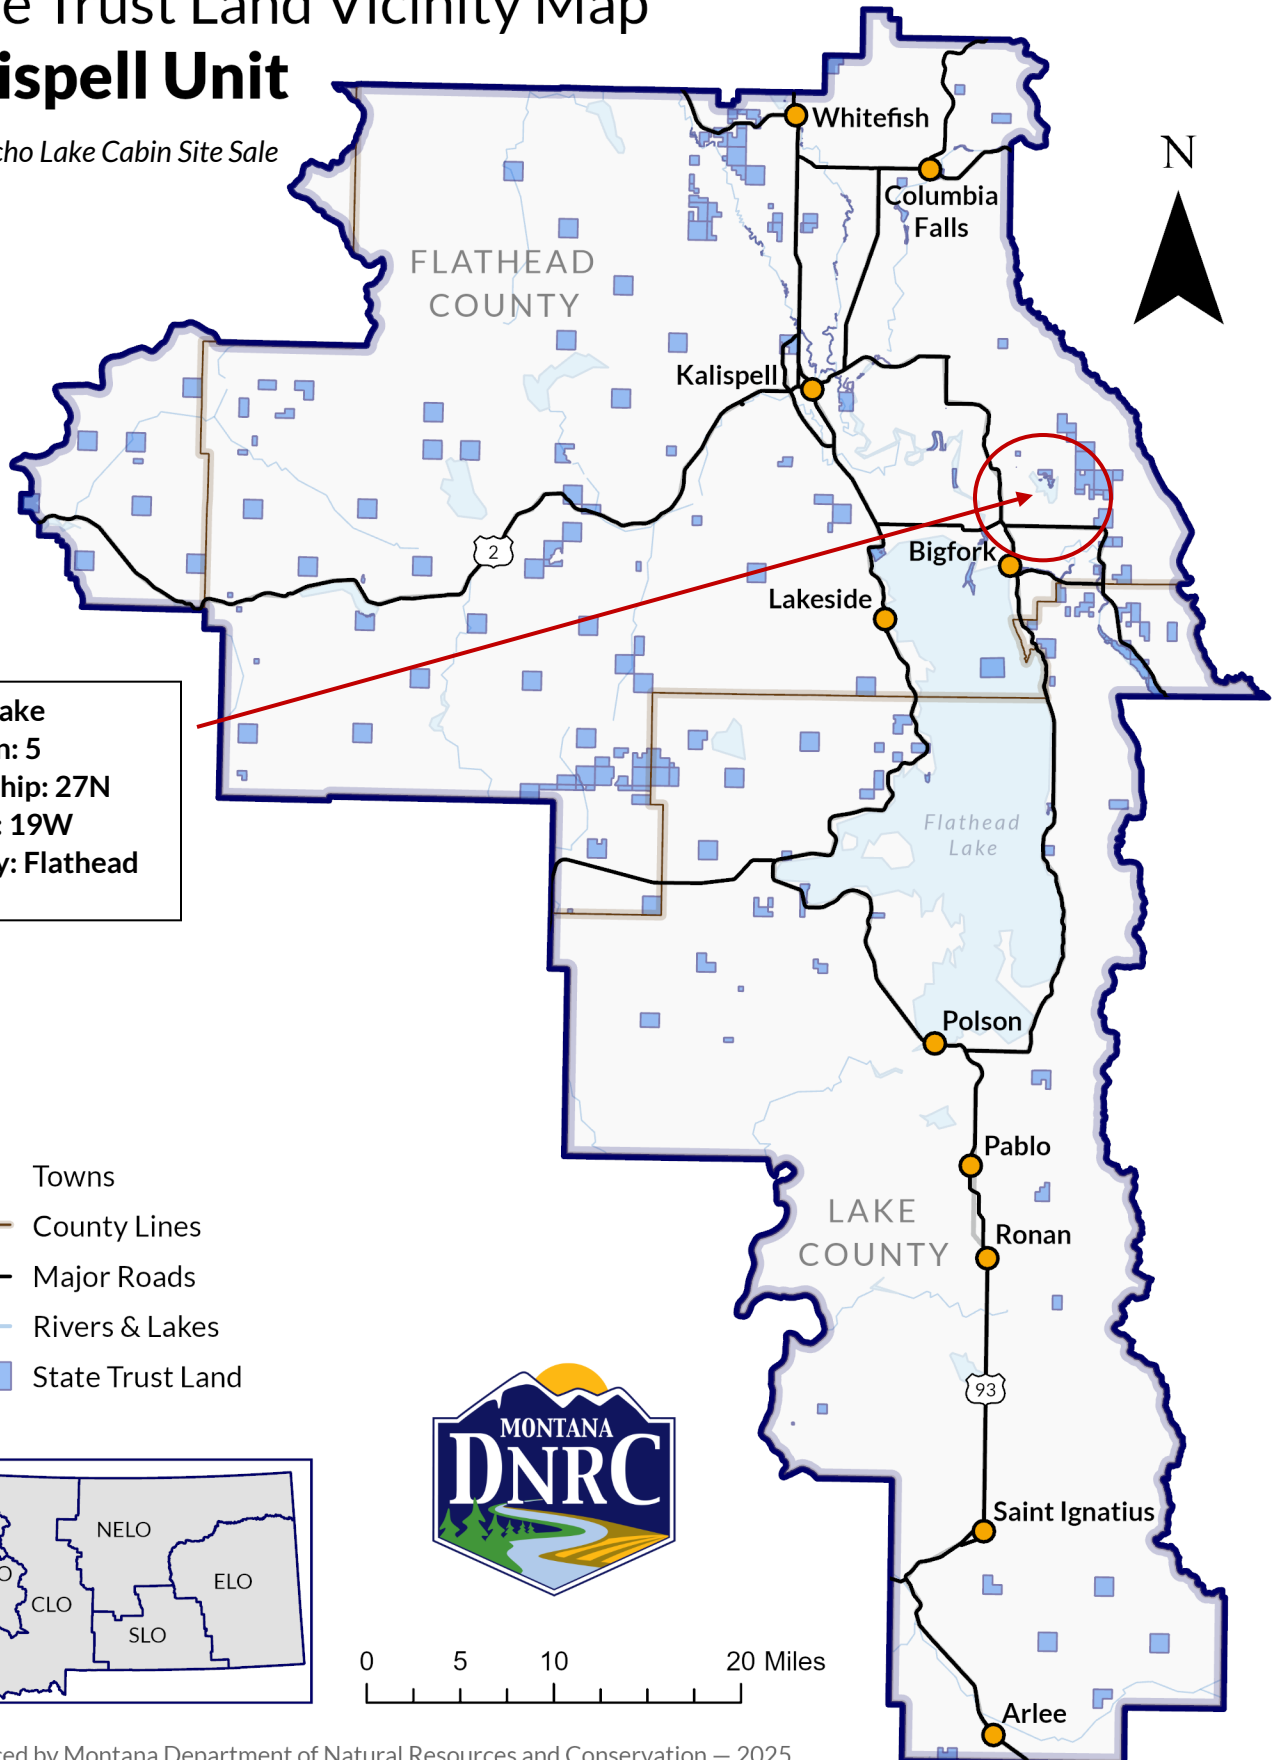 e Trust Land Vicinity Map
ispell Unit
cho Lake Cabin Site Sale
N
Whitefish
Columbia
Falls
FLATHEAD
COUNTY
Kalispell
2
Bigfork
Lakeside
ake
n: 5
hip: 27N
: 19W
y: Flathead
Flathead
Lake
Polson
Pablo
LAKE
COUNTY
Ronan
Towns
County Lines
Major Roads
Rivers & Lakes
State Trust Land
93
MONTANA
DNRC
Saint Ignatius
NELO
O
ELO
CLO
SLO
0 5 10 20 Miles
Arlee
ced by Montana Department of Natural Resources and Conservation — 2025